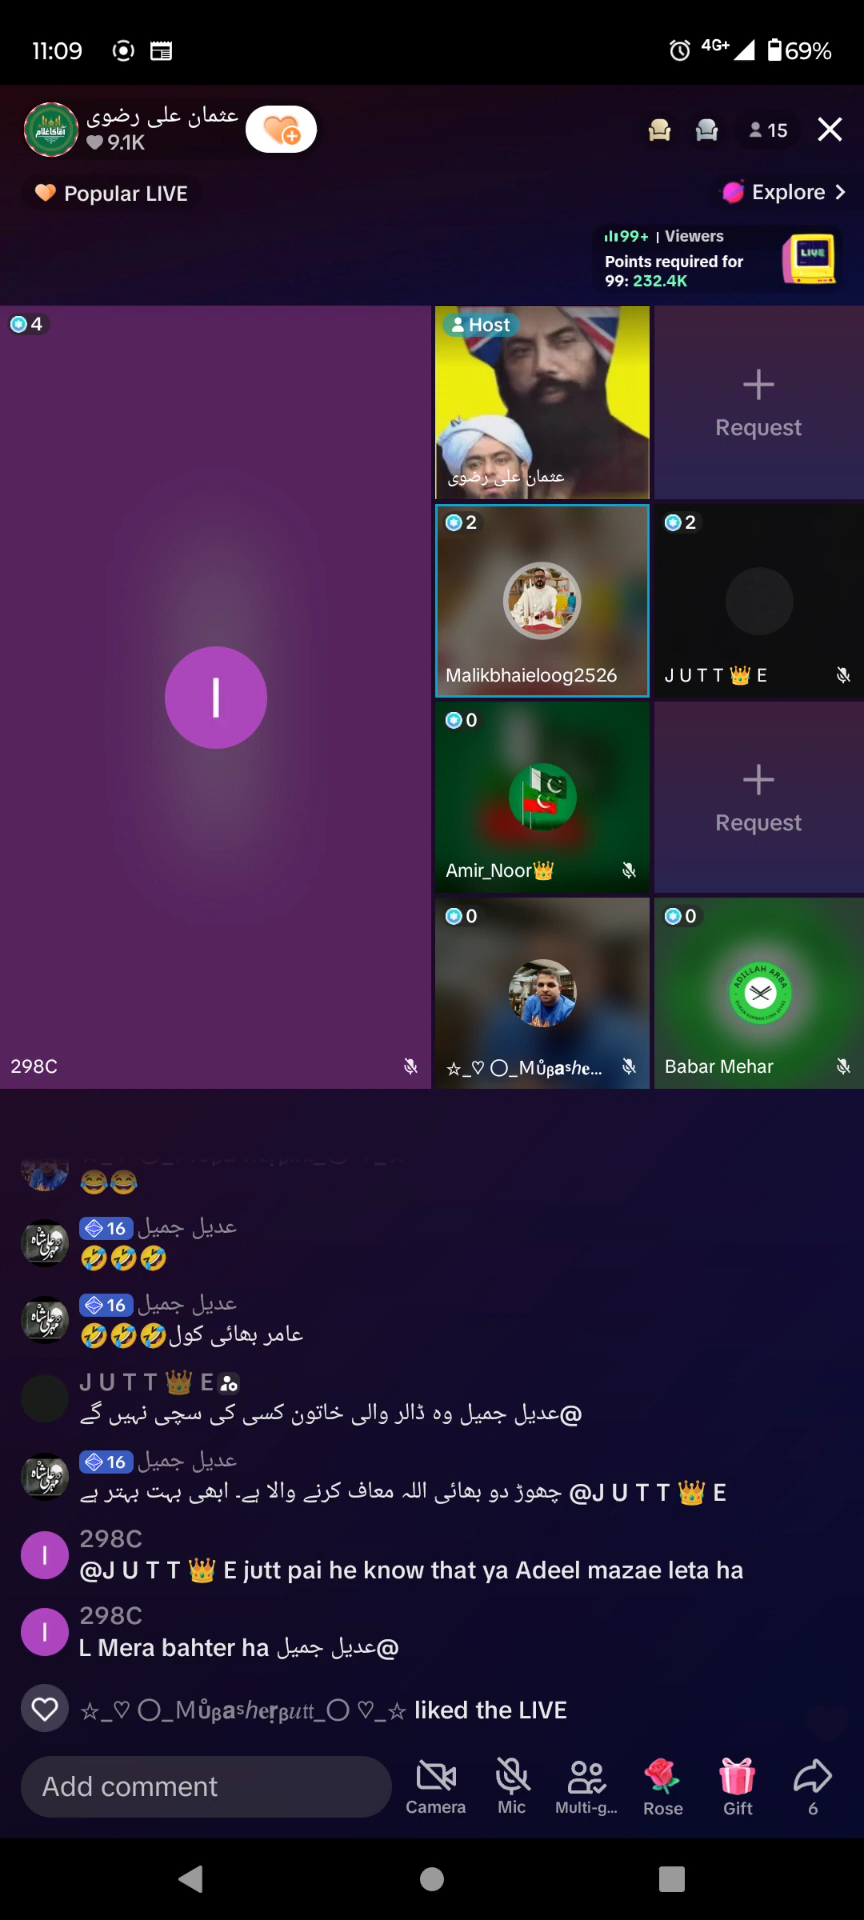 11:09
4G+
69%
عثمان علی رضوی
9.1K
15
Popular LIVE
Explore
99+ | Viewers
Points required for
99: 232.4K
LIVE
4
Host
عثمان علی رضوی
Request
2
Malikbhaieloog2526
2
J U T T 👑 E
0
Amir_Noor👑
Request
298C
0
☆_♡ ◯_Můᵦaˢℎe...
0
ADILLAH ARBA
Babar Mehar
😂😂
16 عدیل جمیل
🤣🤣🤣
16 عدیل جمیل
عامر بھائی کول🤣🤣🤣
J U T T 👑 E
@عدیل جمیل وہ ڈالر والی خاتون کسی کی سچی نہیں گے
16 عدیل جمیل
@J U T T 👑 E چھوڑ دو بھائی اللہ معاف کرنے والا ہے۔ ابھی بہت بہتر ہے
298C
@J U T T 👑 E jutt pai he know that ya Adeel mazae leta ha
298C
@عدیل جمیل L Mera bahter ha
☆_♡ ◯_Můᵦaˢℎeṛᵦutt_◯ ♡_☆ liked the LIVE
Add comment
Camera
Mic
Multi-g...
Rose
Gift
6